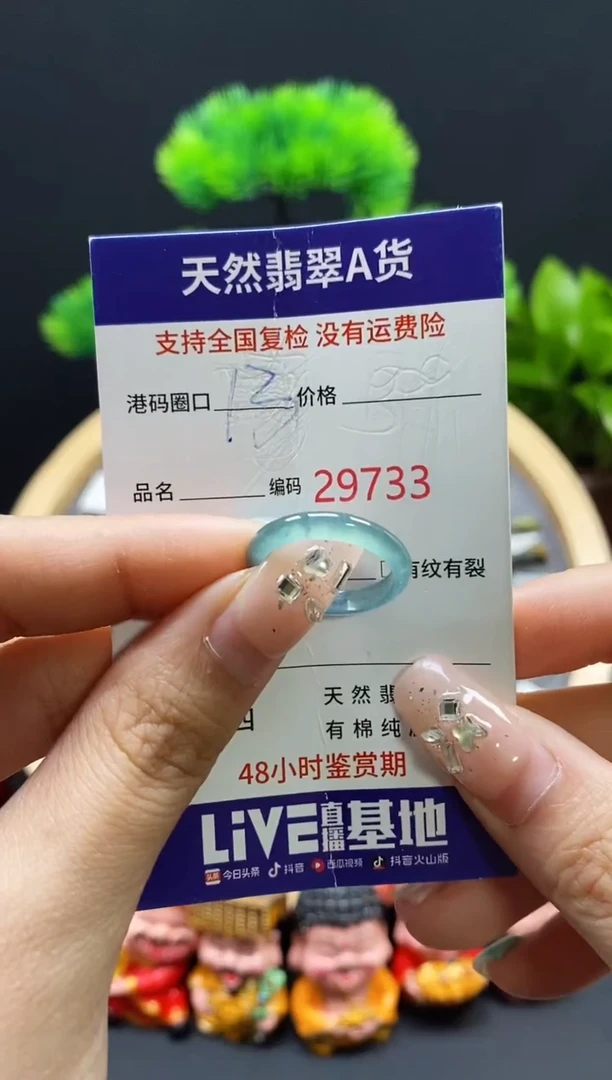 天然翡翠A货
支持全国复检 没有运费险
港码圈口 13 价格
品名 编码 29733
有纹有裂
天然翡
有棉纯
48小时鉴赏期
LiVE直播基地
头条 今日头条 抖音 西瓜视频 抖音火山版